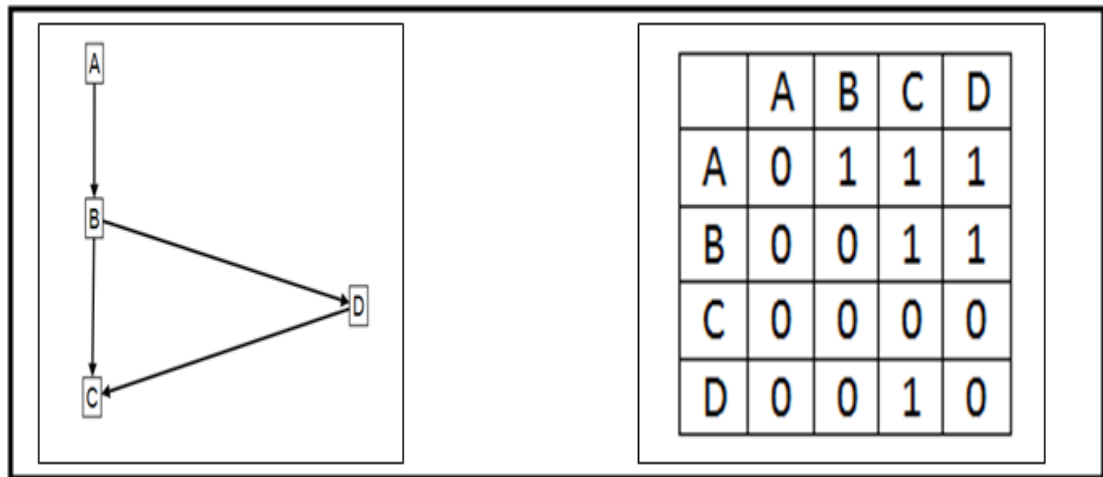 A
B
D
C
A B C D
A 0 1 1 1
B 0 0 1 1
C 0 0 0 0
D 0 0 1 0